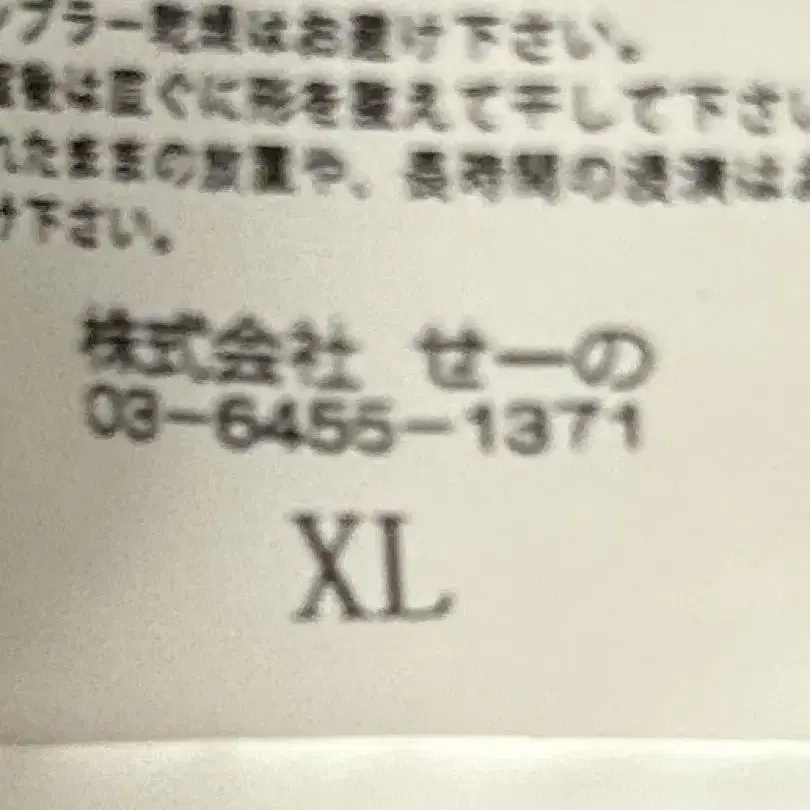 ンブラー乾燥はお避け下さい。
後は直ぐに形を整えて干して下さい
れたままの放置や、長時間の浸漬はお
け下さい。
株式会社 せーの
03-6455-1371
XL